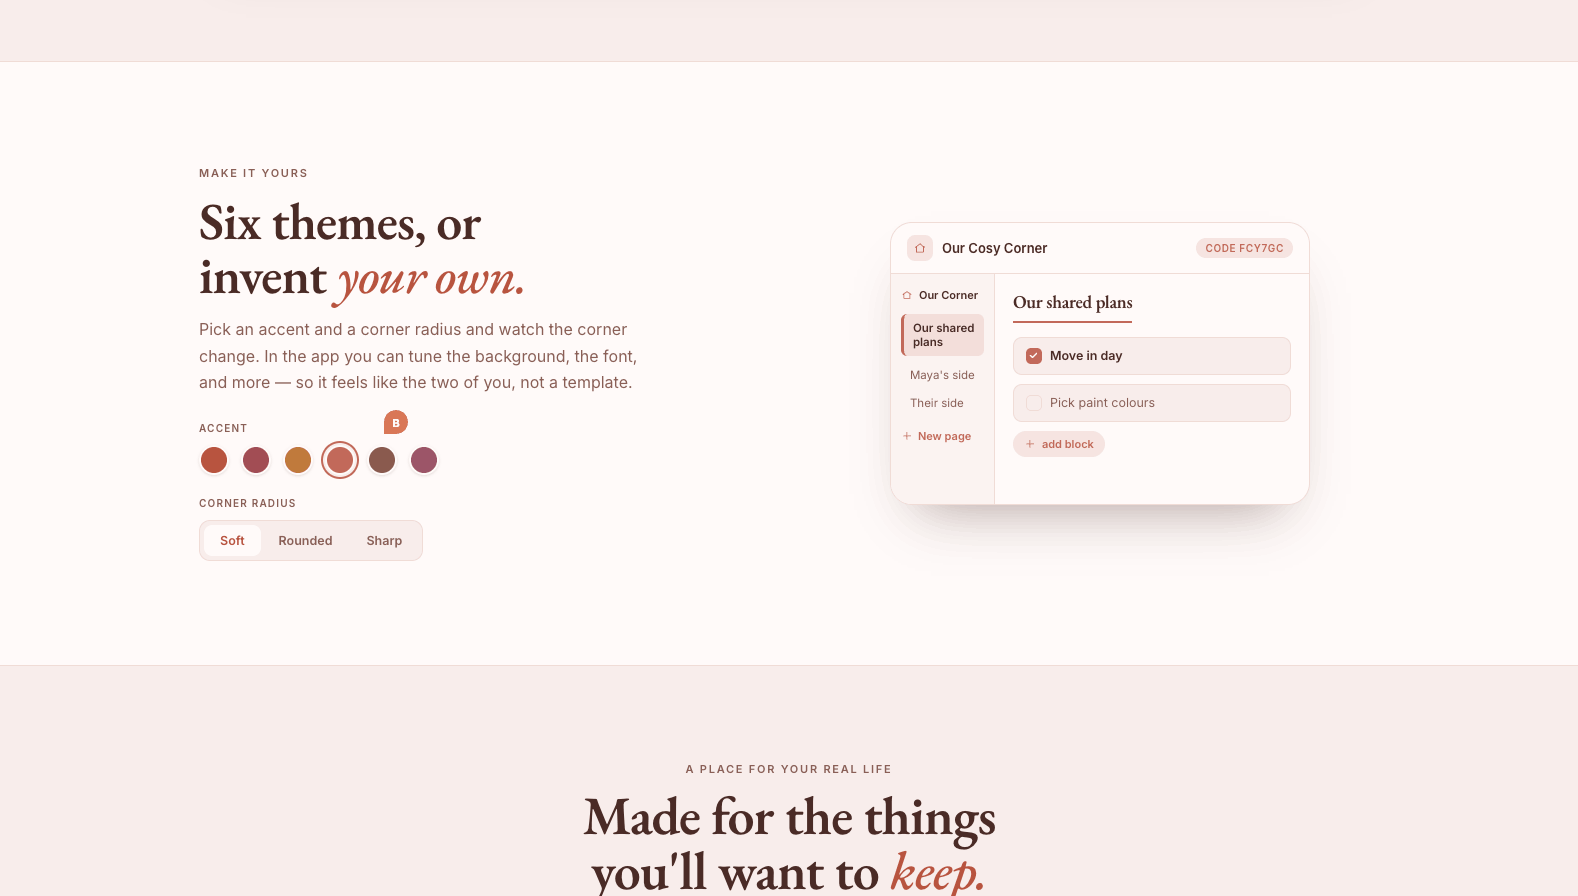 MAKE IT YOURS
Six themes, or
invent your own.
Pick an accent and a corner radius and watch the corner
change. In the app you can tune the background, the font,
and more — so it feels like the two of you, not a template.
B
ACCENT
CORNER RADIUS
Soft Rounded Sharp
Our Cosy Corner
CODE FCY7GC
Our Corner
Our shared
plans
Maya's side
Their side
+ New page
Our shared plans
Move in day
Pick paint colours
+ add block
A PLACE FOR YOUR REAL LIFE
Made for the things
you'll want to keep.